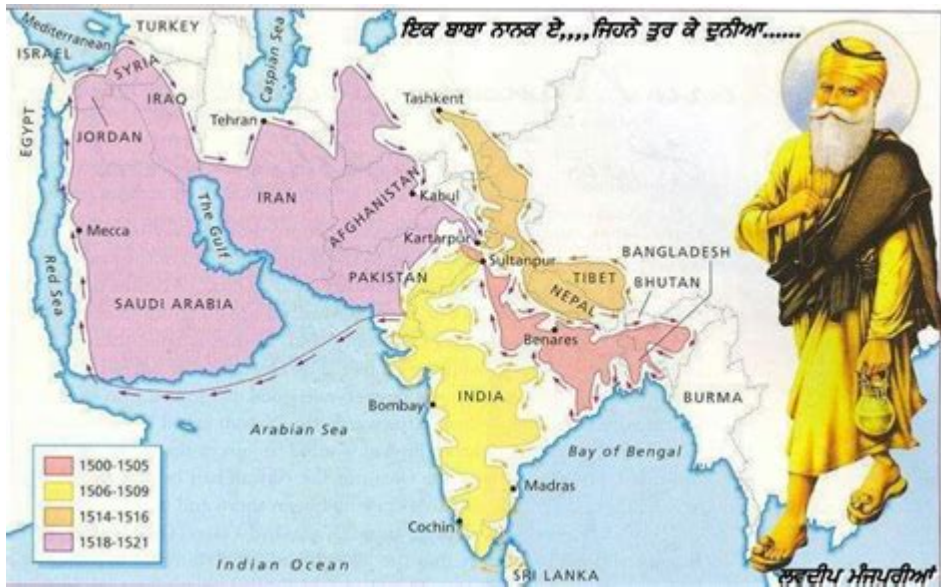 ਇਕ ਬਾਬਾ ਨਾਨਕ ਏ,,,,ਜਿਹਨੇ ਤੁਰ ਕੇ ਦੁਨੀਆ......
Mediterranean
TURKEY
ISRAEL
SYRIA
Caspian Sea
IRAQ
Tehran
Tashkent
EGYPT
JORDAN
IRAN
AFGHANISTAN
Kabul
The Gulf
Mecca
Kartarpur
Sultanpur
BANGLADESH
PAKISTAN
TIBET
BHUTAN
NEPAL
Red Sea
SAUDI ARABIA
Benares
INDIA
BURMA
Bombay
Arabian Sea
Bay of Bengal
1500-1505
1506-1509
1514-1516
1518-1521
Madras
Cochin
Indian Ocean
SRI LANKA
ਲਵਦੀਪ ਮੰਜਪੁਰੀਆਂ